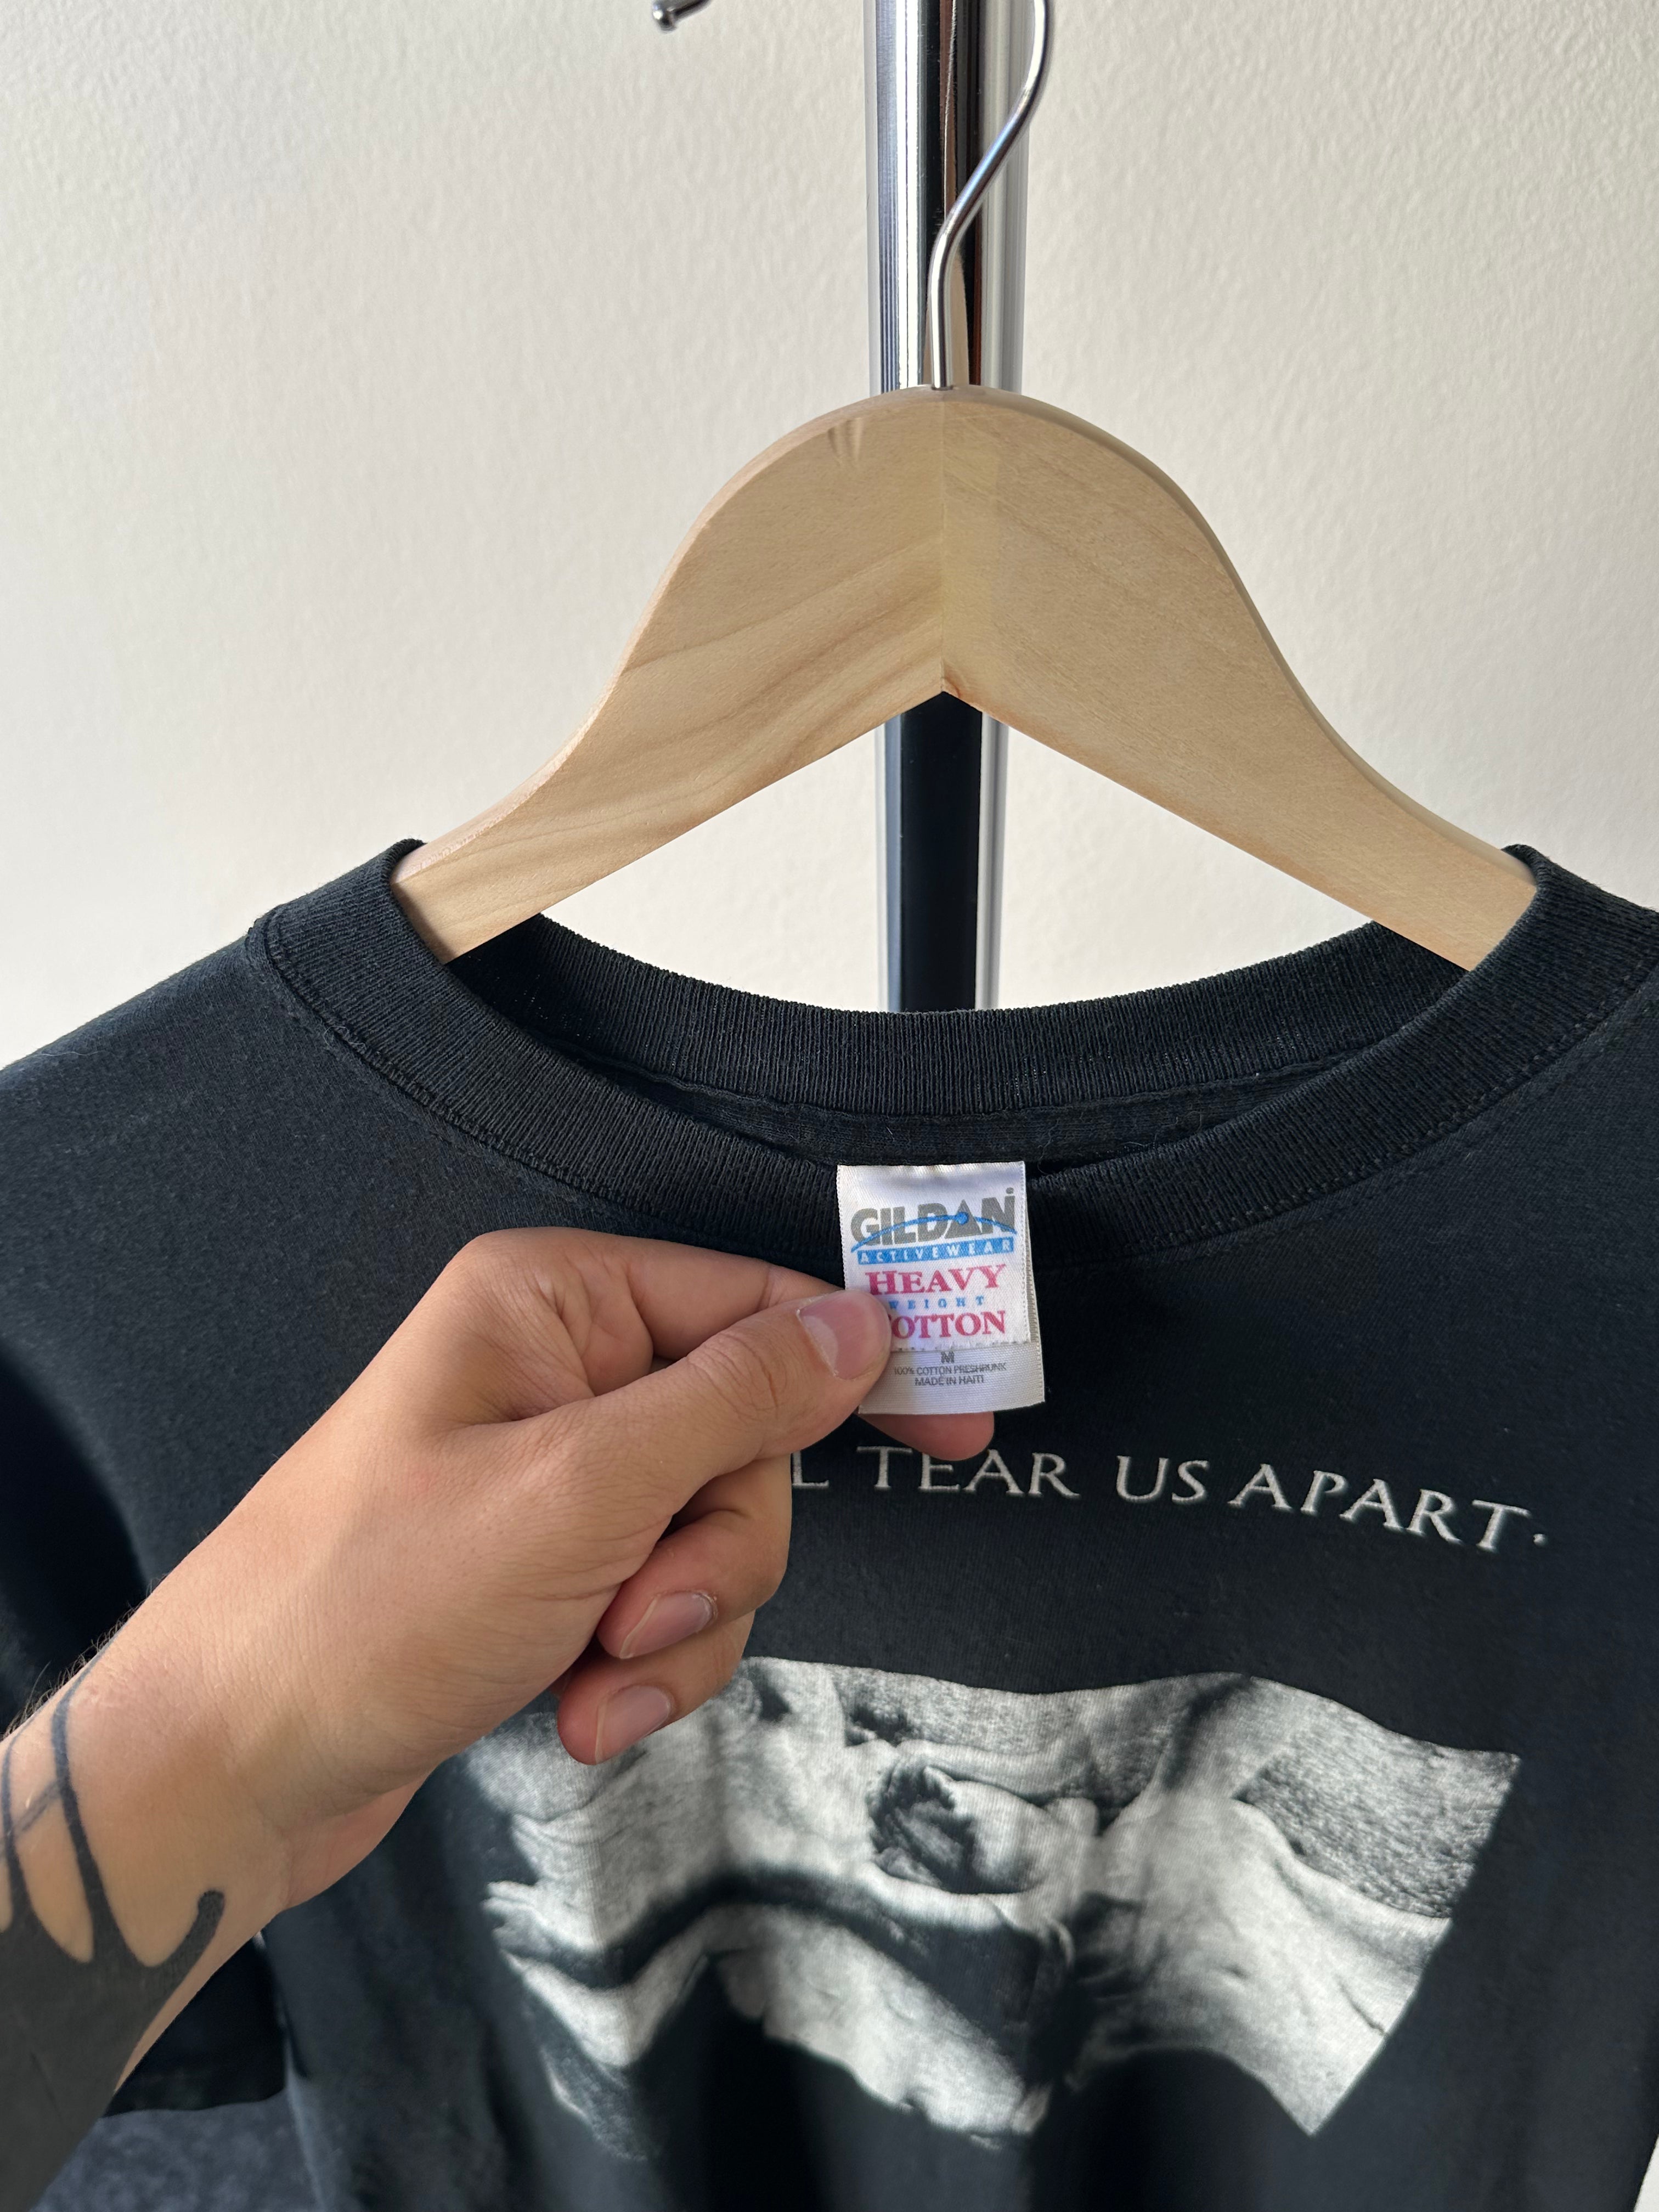 GILDAN
ACTIVEWEAR
HEAVY
WEIGHT
COTTON
M
100% COTTON PRESHRUNK
MADE IN HAITI
L TEAR US APART.